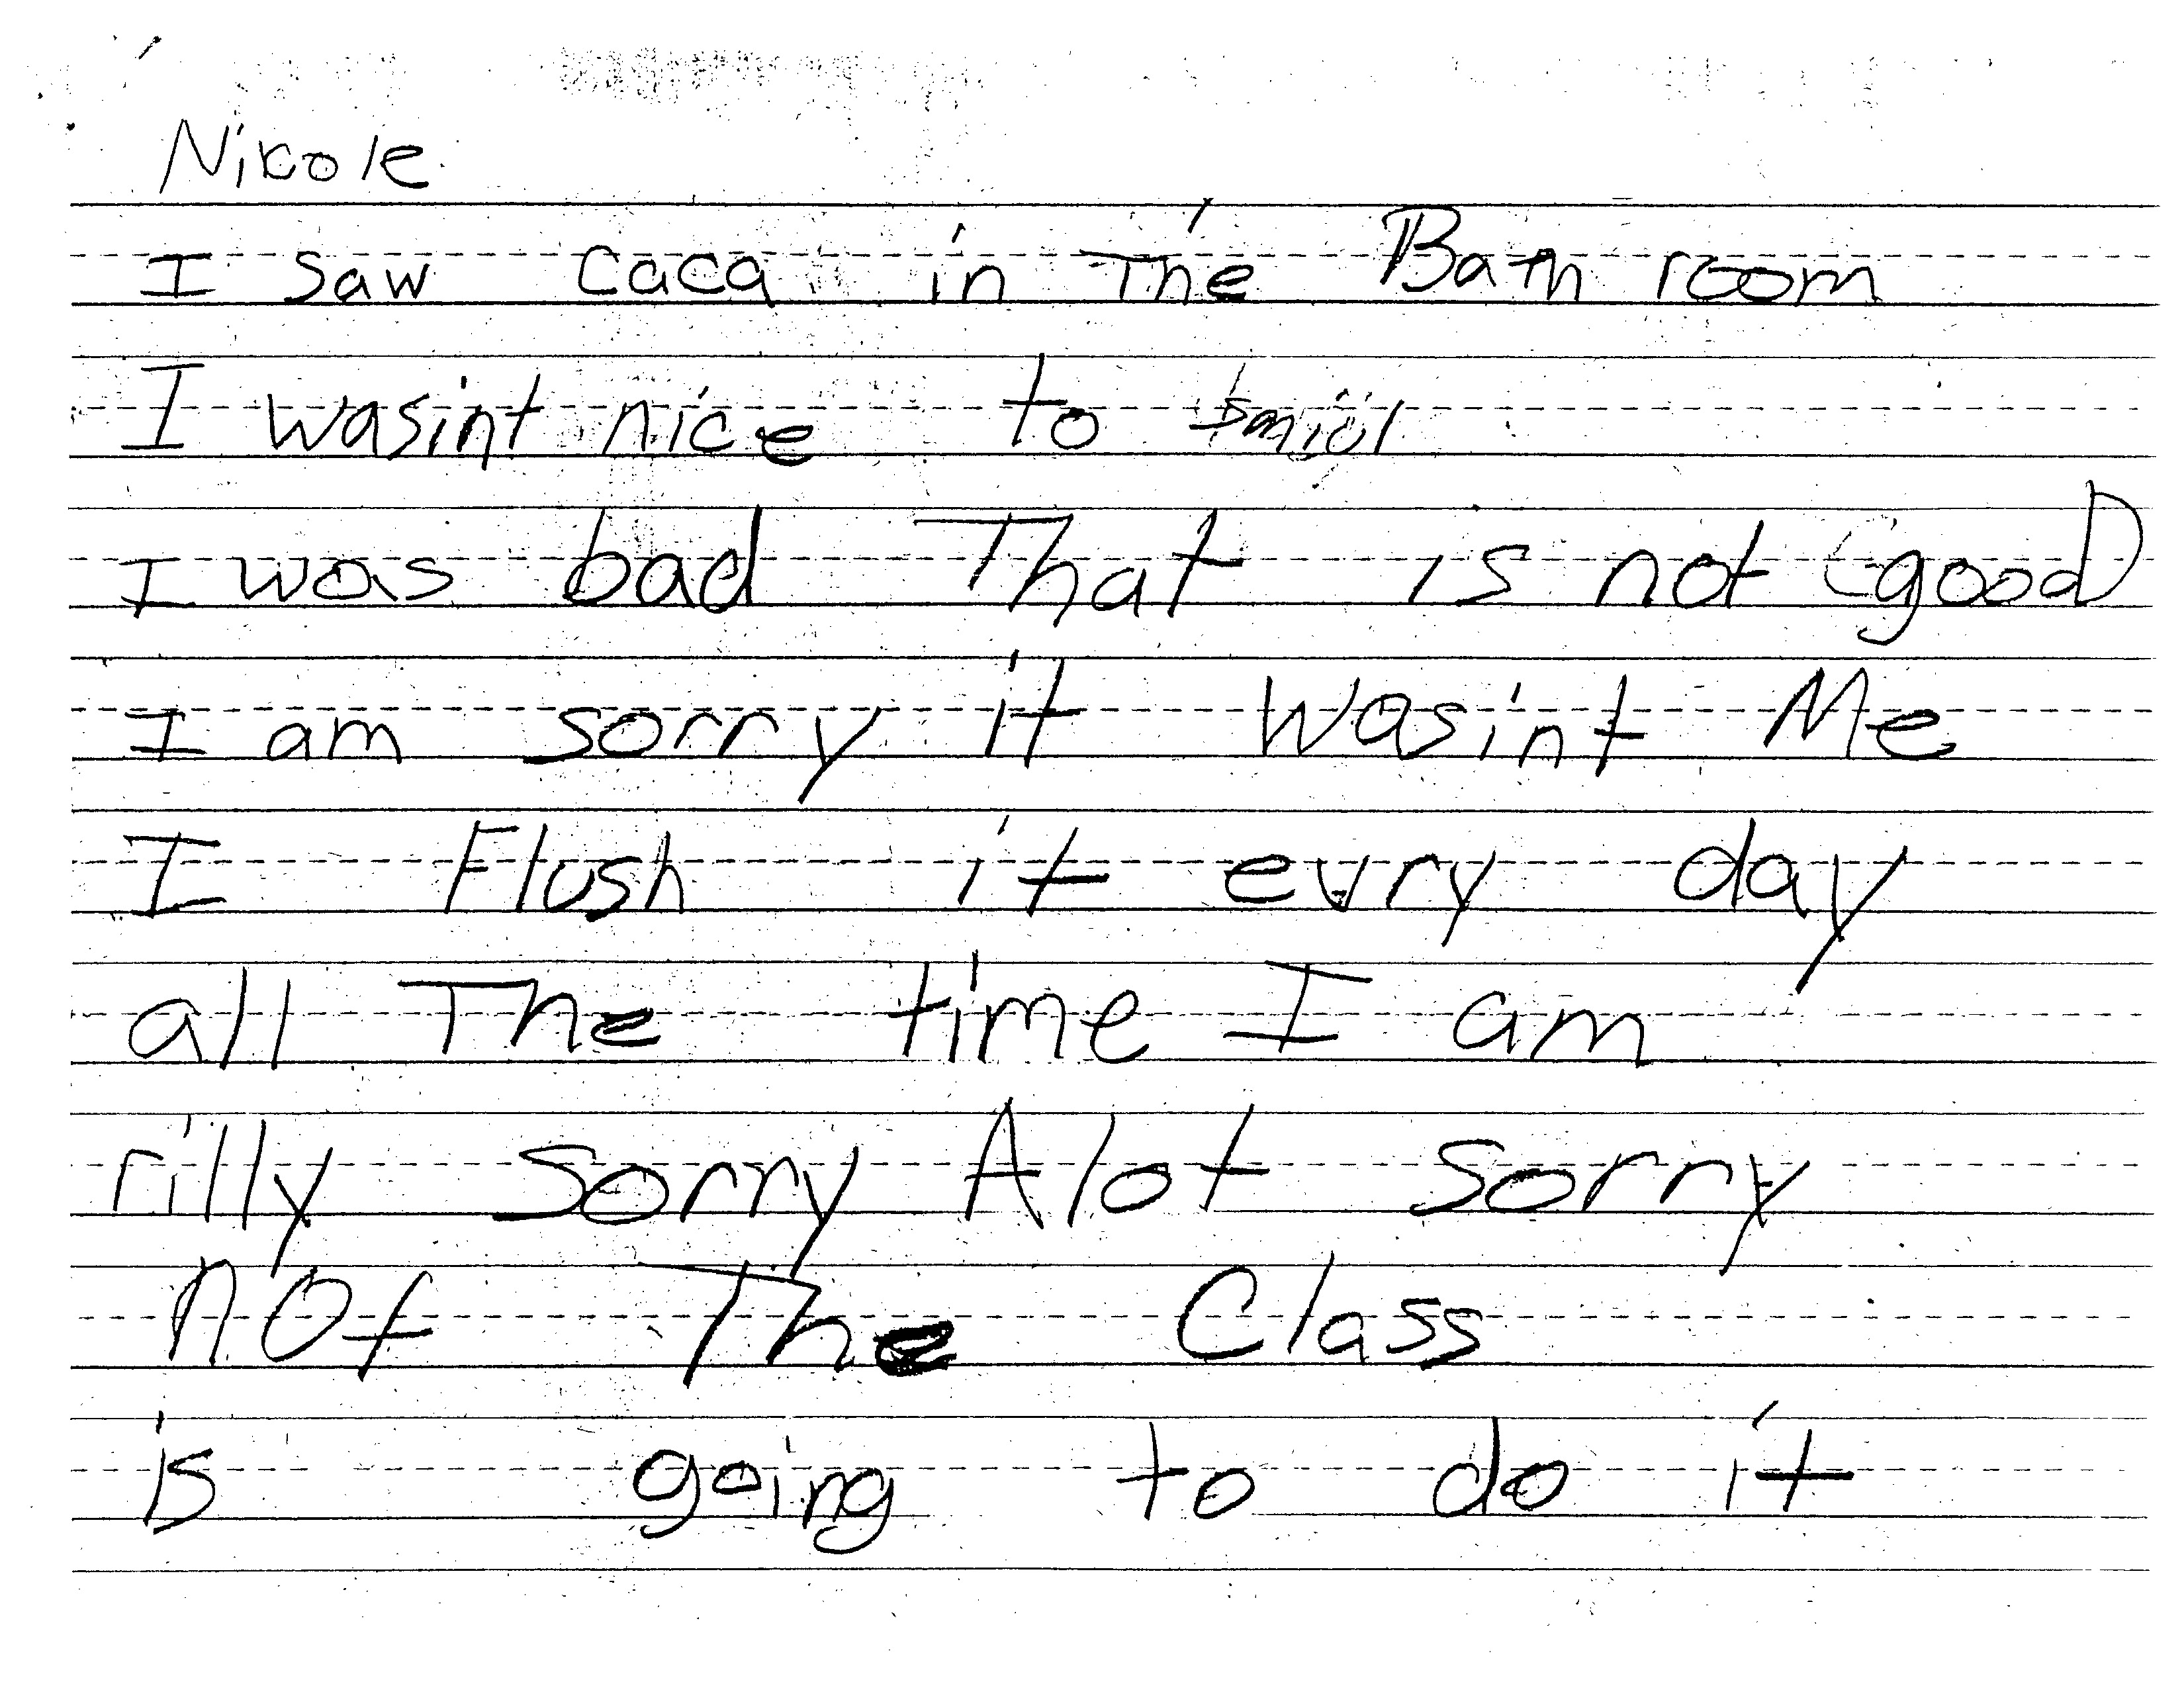 Nikole
I saw caca in The Bath room
I wasint nice to
I was bad That is not good
I am sorry it wasint Me
I Flush it evry day
all The time I am
rilly sorry Alot sorry
not The Class
is going to do it